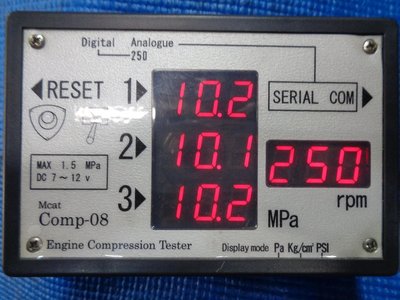 Digital Analogue
250
RESET 1 10.2 SERIAL COM
2 10.1 250
rpm
MAX 1.5 MPa
DC 7~12 v
3 10.2 MPa
Mcat
Comp-08
Engine Compression Tester Display mode Pa Kg/cm² PSI